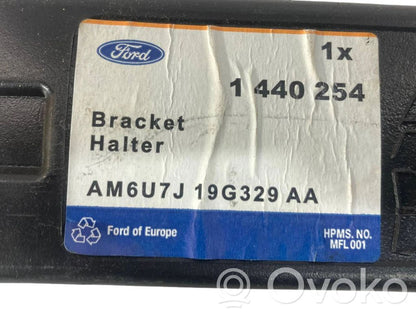 Ford
1x
1 440 254
Bracket
Halter
AM6U7J 19G329 AA
Ford of Europe
HPMS. NO.
MFL 001
Ovoko